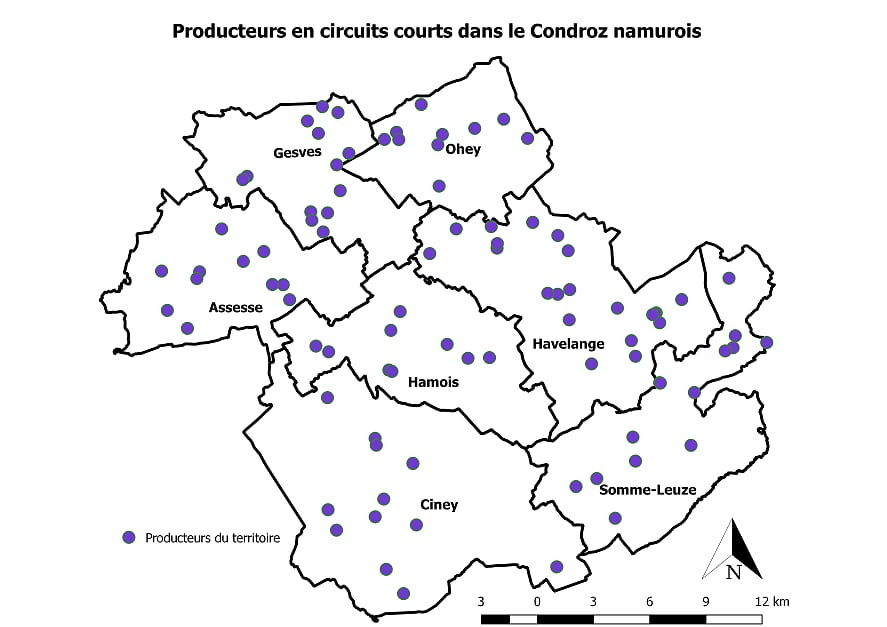 Producteurs en circuits courts dans le Condroz namurois
Gesves
Ohey
Assesse
Havelange
Hamois
Ciney
Somme-Leuze
Producteurs du territoire
N
3 0 3 6 9 12 km